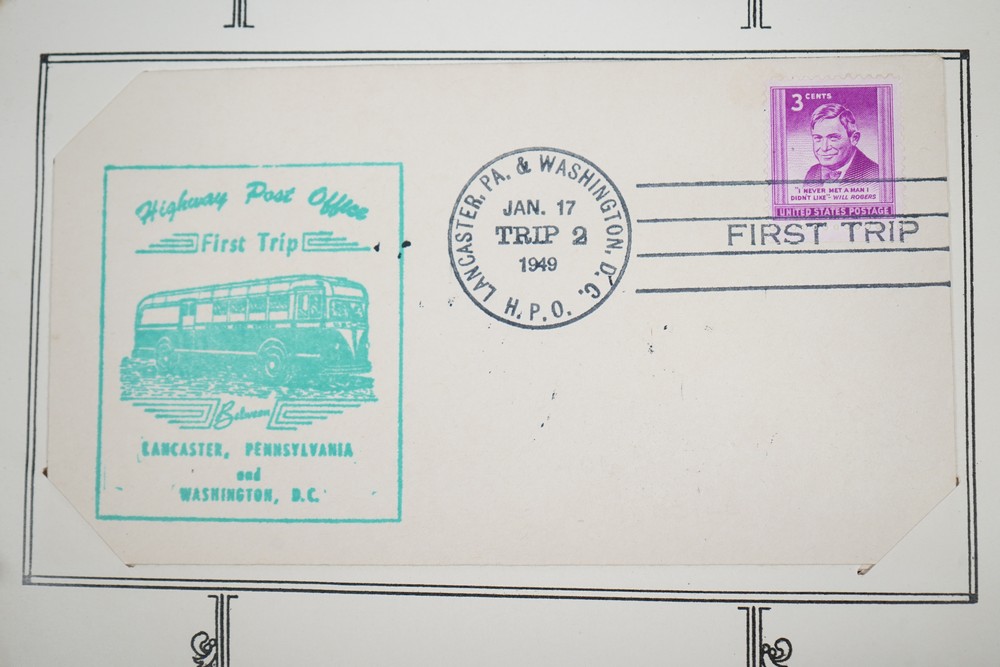 Highway Post Office
First Trip
Between
LANCASTER, PENNSYLVANIA
and
WASHINGTON, D.C.
LANCASTER, PA. & WASHINGTON, D.C.
JAN. 17
TRIP 2
1949
H.P.O.
3 CENTS
"I NEVER MET A MAN I
DIDN'T LIKE" - WILL ROGERS
UNITED STATES POSTAGE
FIRST TRIP